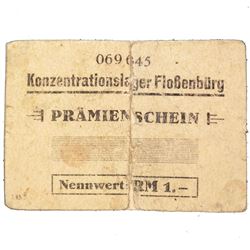 069645
Konzentrationslager Floßenbürg
PRÄMIENSCHEIN
Nennwert: RM 1.–